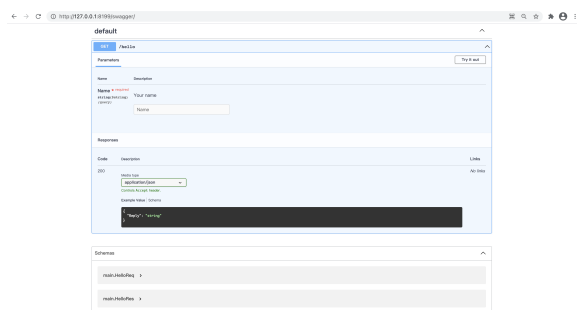 http://127.0.0.1:8199/swagger/
default
GET /hello
Parameters
Try it out
Name Description
Name * required
string(string)
(query)
Your name
Name
Responses
Code Description Links
200
Media type
application/json
Controls Accept header.
No links
Example Value Schema
{
"Reply": "string"
}
Schemas
main.HelloReq >
main.HelloRes >